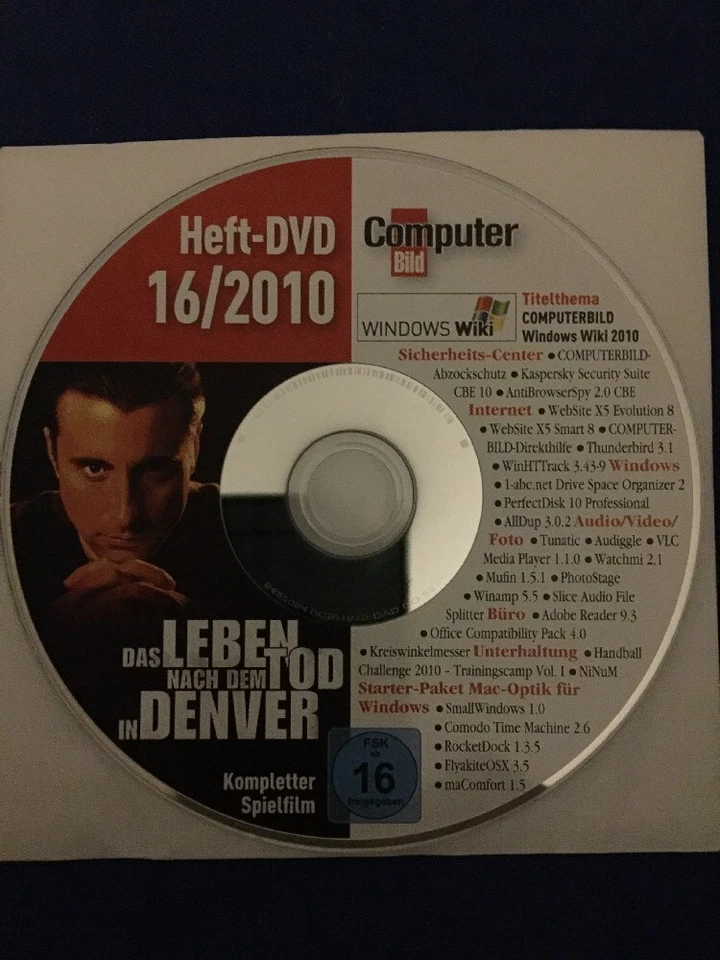 Heft-DVD
16/2010
Computer
Bild
WINDOWS Wiki
Titelthema
COMPUTERBILD
Windows Wiki 2010
Sicherheits-Center • COMPUTERBILD-
Abzockschutz • Kaspersky Security Suite
CBE 10 • AntiBrowserSpy 2.0 CBE
Internet • WebSite X5 Evolution 8
• WebSite X5 Smart 8 • COMPUTER-
BILD-Direkthilfe • Thunderbird 3.1
• WinHTTrack 3.43-9 Windows
• 1-abc.net Drive Space Organizer 2
• PerfectDisk 10 Professional
• AllDup 3.0.2 Audio/Video/
Foto • Tunatic • Audiggle • VLC
Media Player 1.1.0 • Watchmi 2.1
• Mufin 1.5.1 • PhotoStage
• Winamp 5.5 • Slice Audio File
Splitter Büro • Adobe Reader 9.3
• Office Compatibility Pack 4.0
• Kreiswinkelmesser Unterhaltung • Handball
Challenge 2010 - Trainingscamp Vol. I • NiNuM
Starter-Paket Mac-Optik für
Windows • SmallWindows 1.0
• Comodo Time Machine 2.6
• RocketDock 1.3.5
• FlyakiteOSX 3.5
• maComfort 1.5
DAS LEBEN
NACH DEM TOD
IN DENVER
Kompletter
Spielfilm
FSK
ab
16
freigegeben